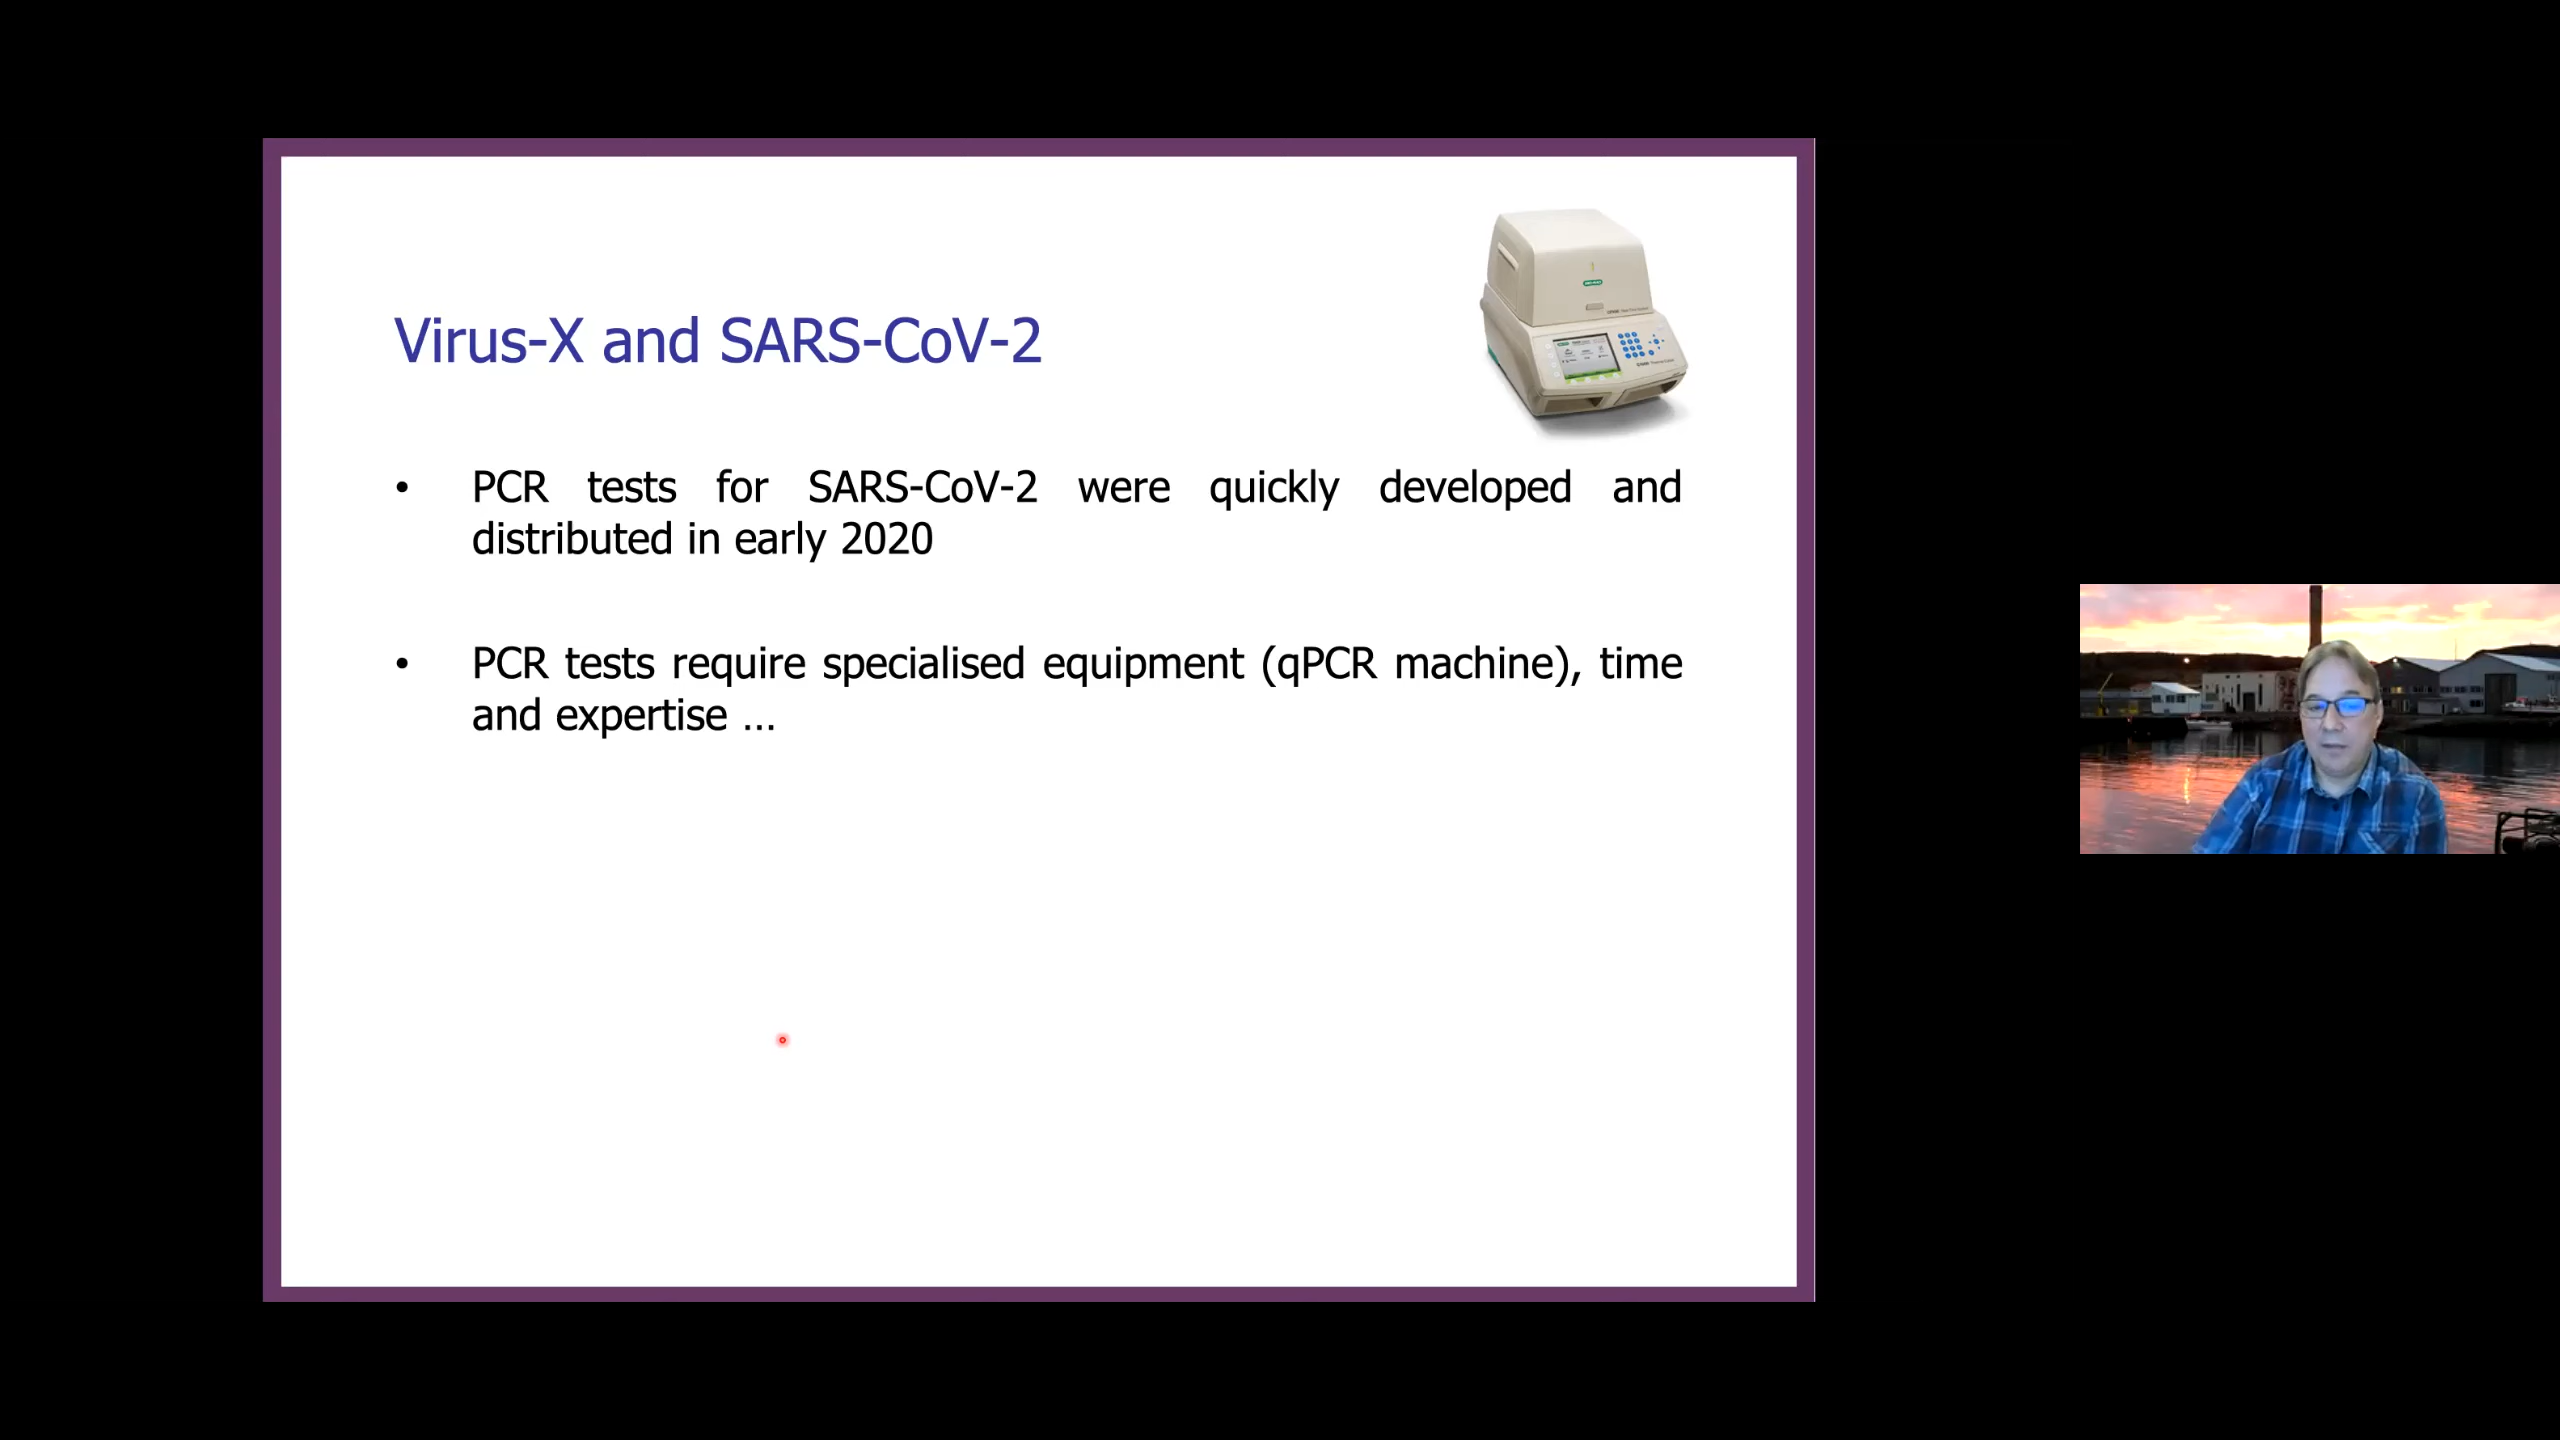 Virus-X and SARS-CoV-2
• PCR tests for SARS-CoV-2 were quickly developed and
distributed in early 2020
• PCR tests require specialised equipment (qPCR machine), time
and expertise ...